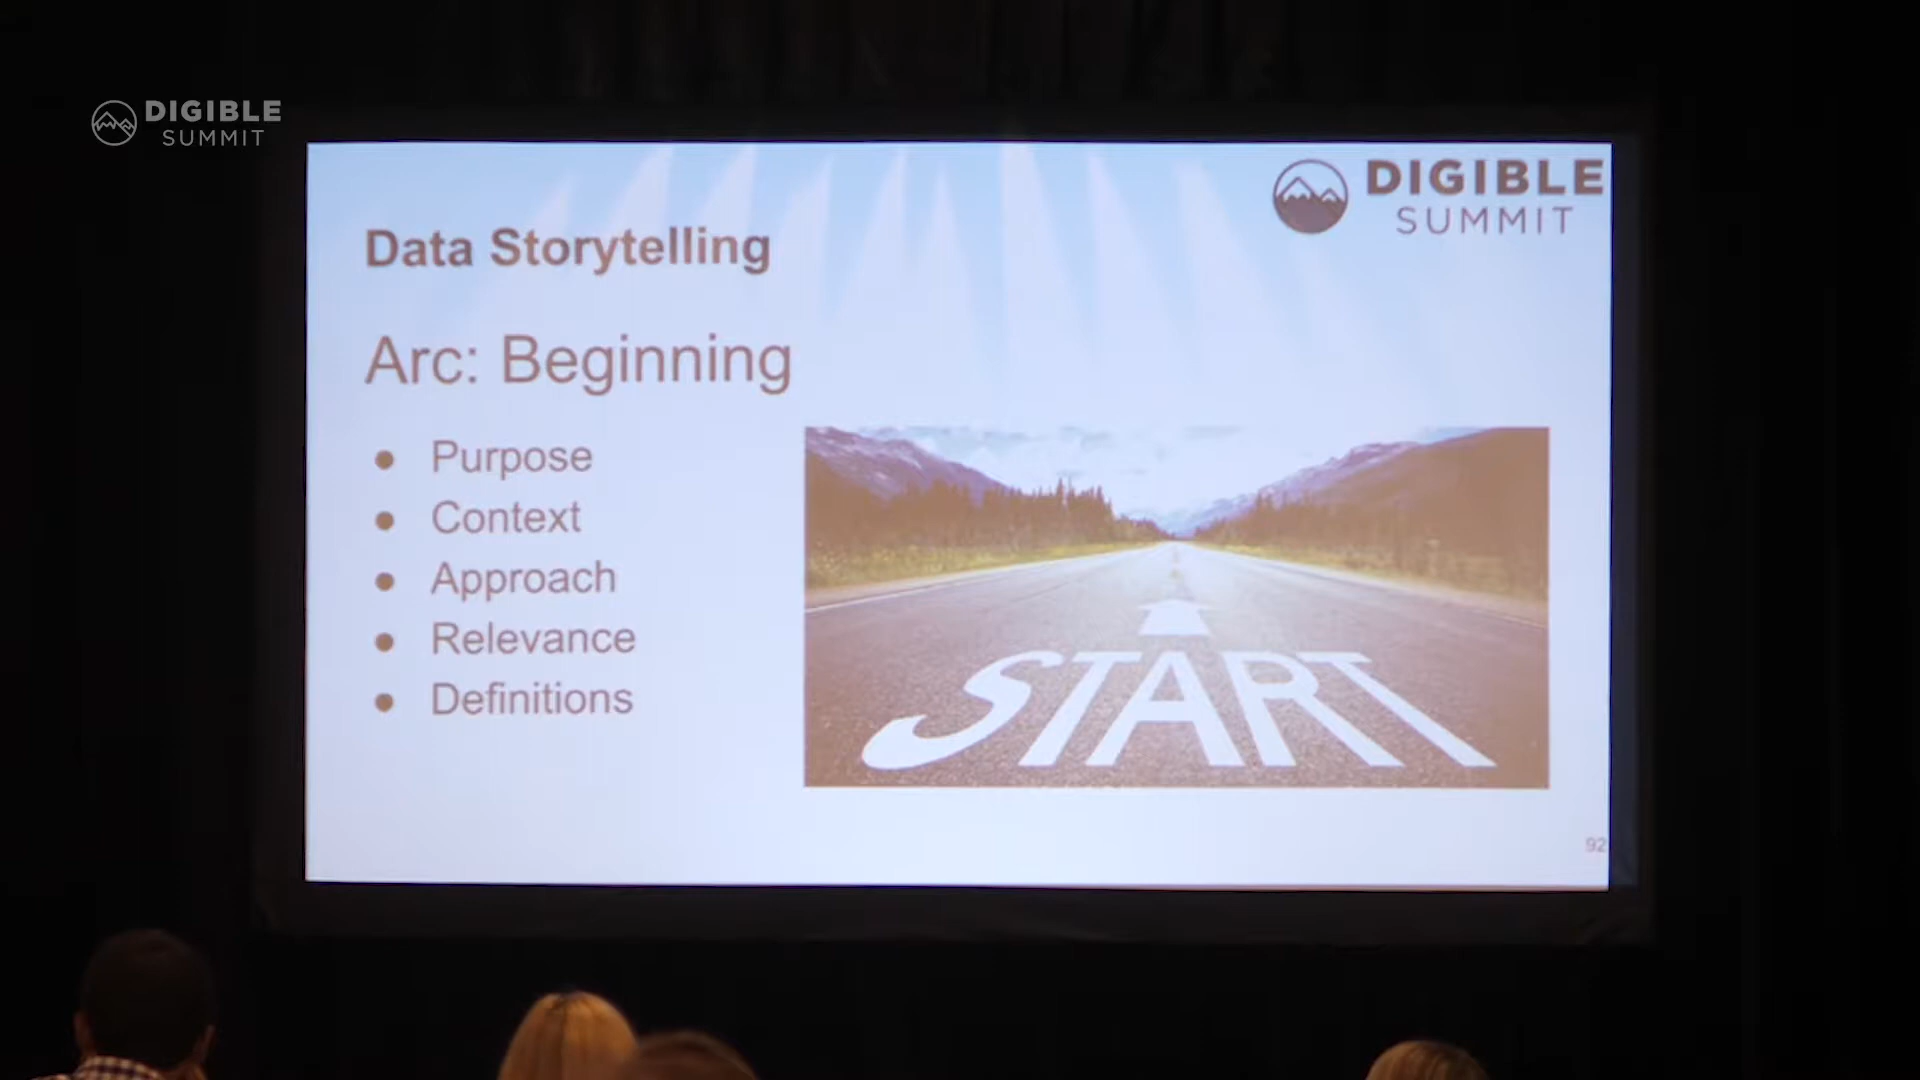 DIGIBLE
SUMMIT
DIGIBLE
SUMMIT
Data Storytelling
Arc: Beginning
● Purpose
● Context
● Approach
● Relevance
● Definitions
START
92